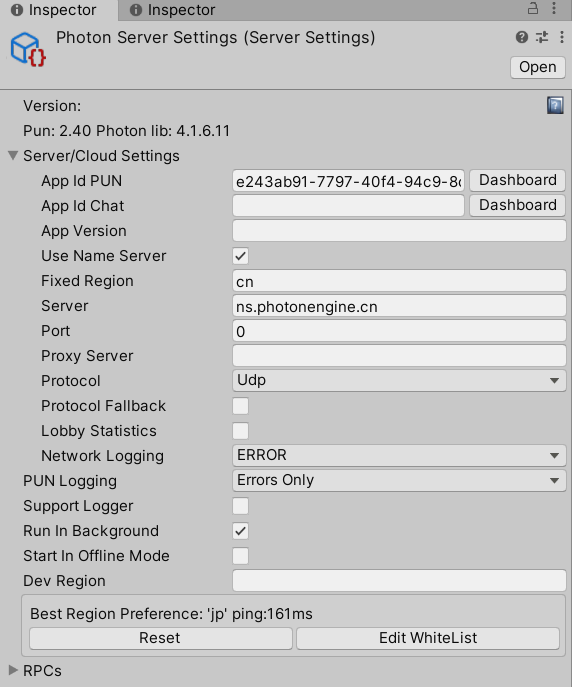 Inspector
Inspector
Photon Server Settings (Server Settings)
Open
Version:
Pun: 2.40 Photon lib: 4.1.6.11
Server/Cloud Settings
App Id PUN e243ab91-7797-40f4-94c9-8 Dashboard
App Id Chat Dashboard
App Version
Use Name Server
Fixed Region cn
Server ns.photonengine.cn
Port 0
Proxy Server
Protocol Udp
Protocol Fallback
Lobby Statistics
Network Logging ERROR
PUN Logging Errors Only
Support Logger
Run In Background
Start In Offline Mode
Dev Region
Best Region Preference: 'jp' ping:161ms
Reset Edit WhiteList
RPCs